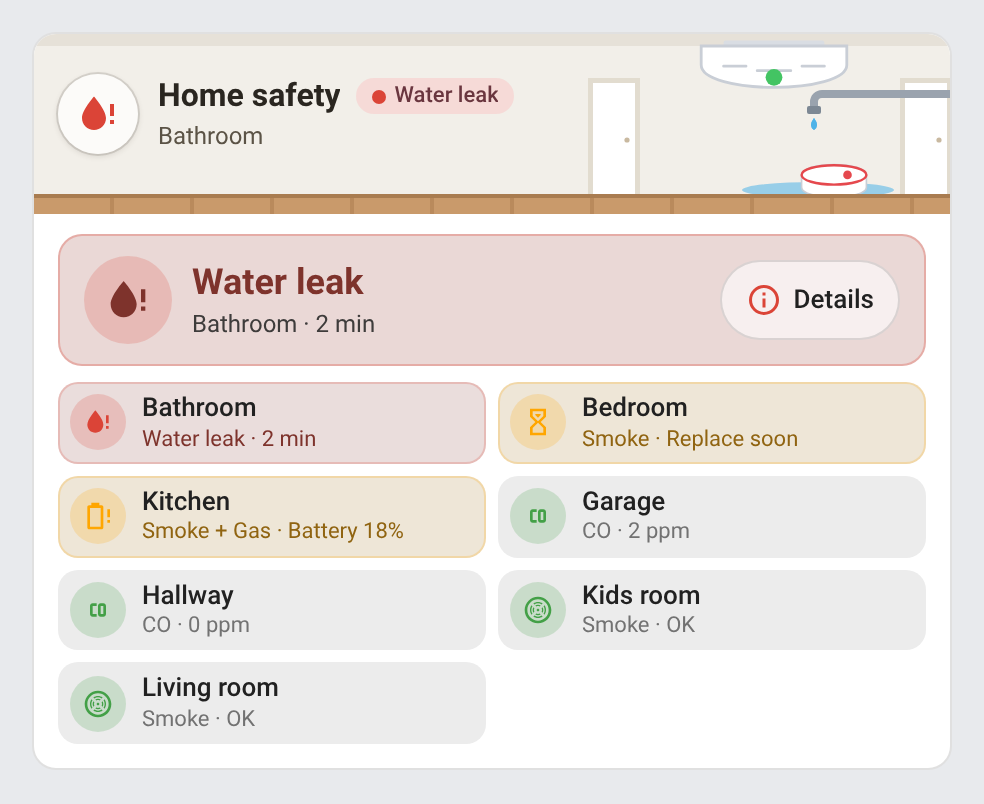 Home safety
Water leak
Bathroom
Water leak
Bathroom · 2 min
Details
Bathroom
Water leak · 2 min
Bedroom
Smoke · Replace soon
Kitchen
Smoke + Gas · Battery 18%
Garage
CO · 2 ppm
CO
Hallway
CO · 0 ppm
CO
Kids room
Smoke · OK
Living room
Smoke · OK